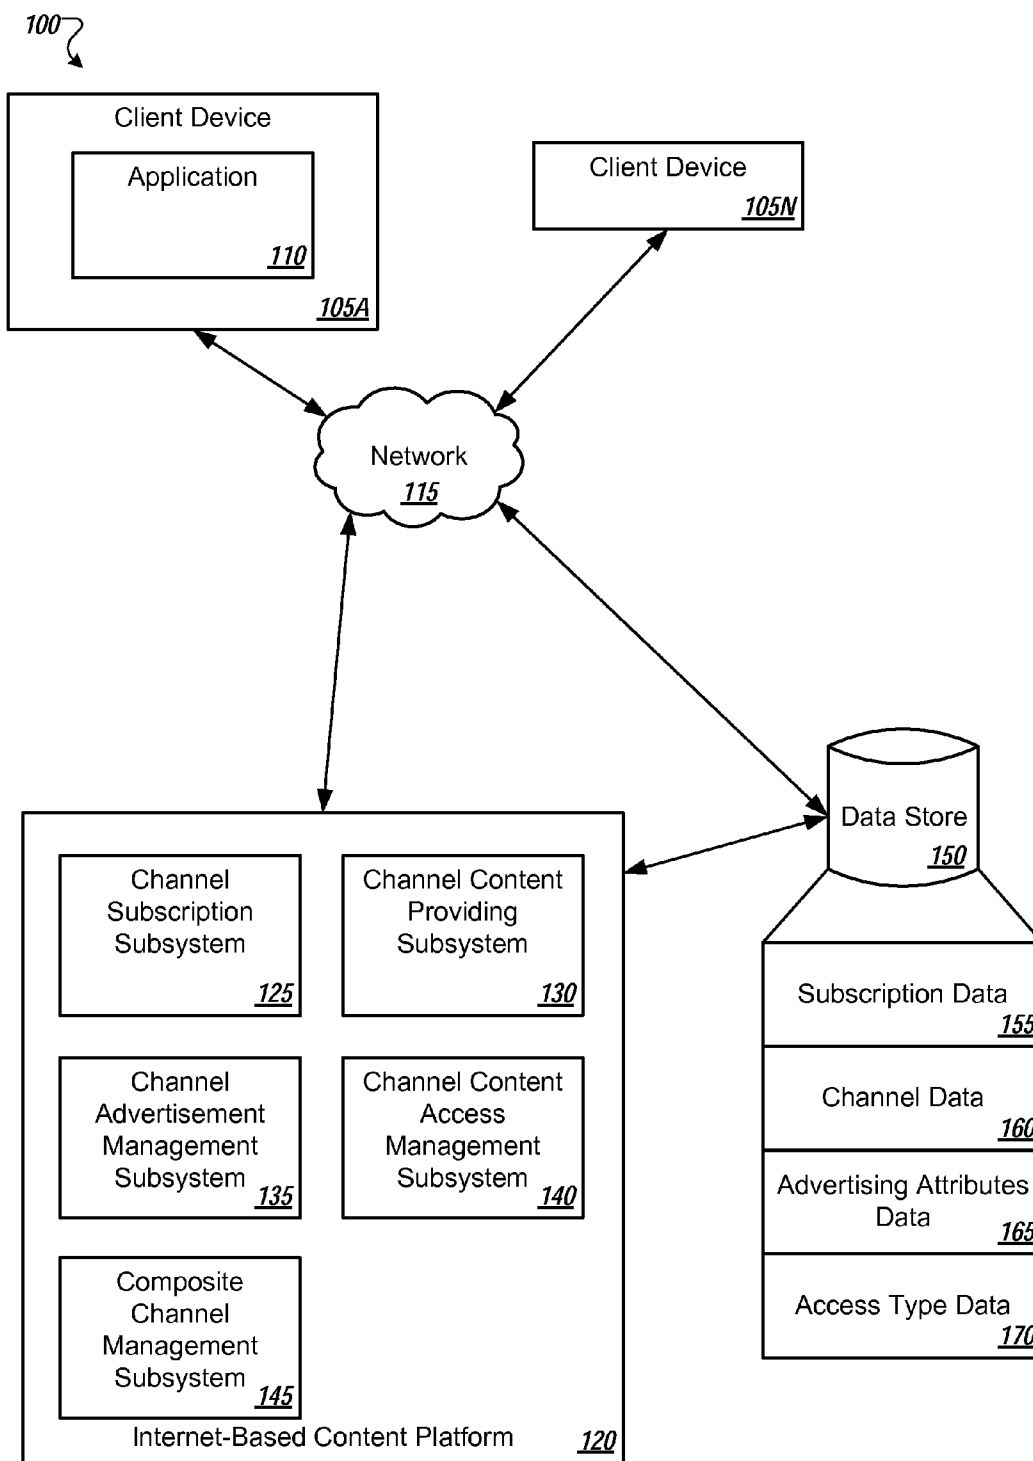 100
Client Device
Application
110
105A
Client Device
105N
Network
115
Channel
Subscription
Subsystem
125
Channel Content
Providing
Subsystem
130
Channel
Advertisement
Management
Subsystem
135
Channel Content
Access
Management
Subsystem
140
Composite
Channel
Management
Subsystem
145
Internet-Based Content Platform
120
Data Store
150
Subscription Data
155
Channel Data
160
Advertising Attributes
Data
165
Access Type Data
170